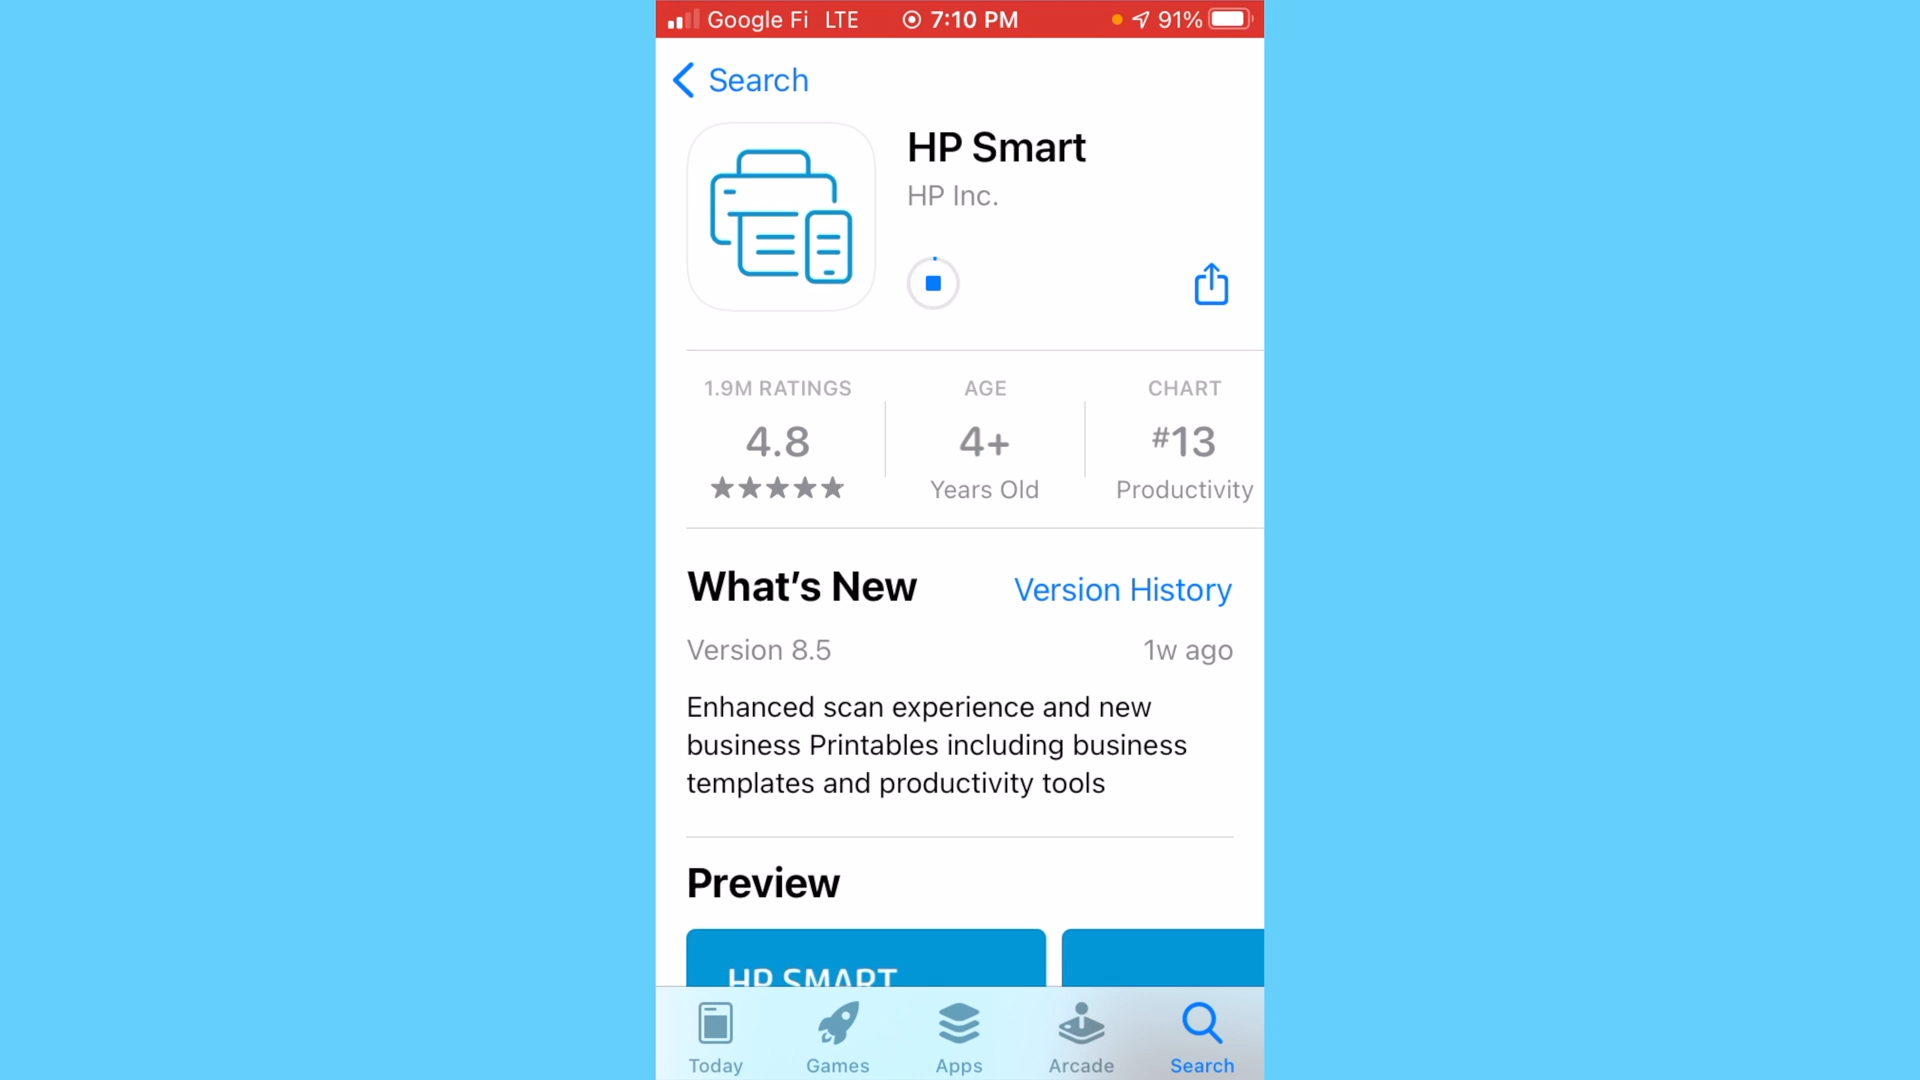 Google Fi LTE 7:10 PM 91%
Search
HP Smart
HP Inc.
1.9M RATINGS AGE CHART
4.8 4+ #13
Years Old Productivity
What's New Version History
Version 8.5 1w ago
Enhanced scan experience and new
business Printables including business
templates and productivity tools
Preview
HP SMART
Today Games Apps Arcade Search